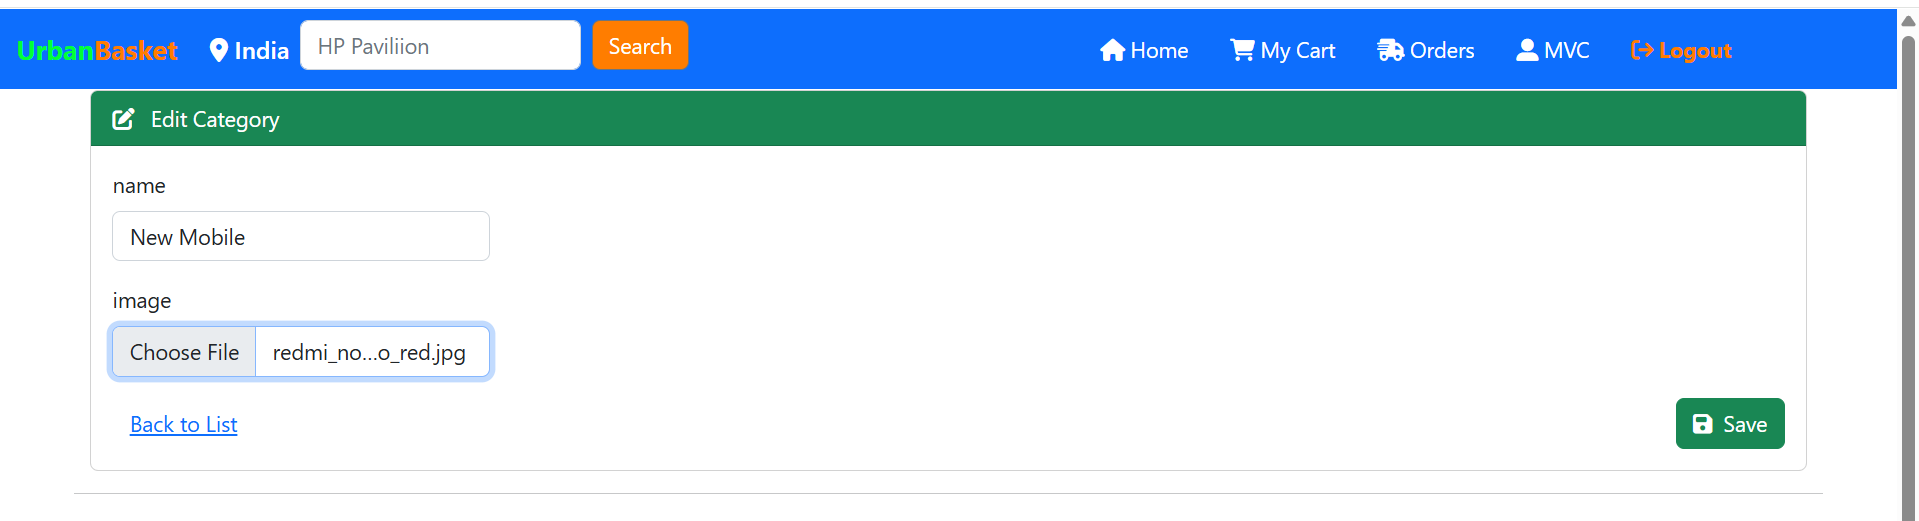 UrbanBasket India HP Paviliion Search Home My Cart Orders MVC Logout
Edit Category
name
New Mobile
image
Choose File redmi_no...o_red.jpg
Back to List Save